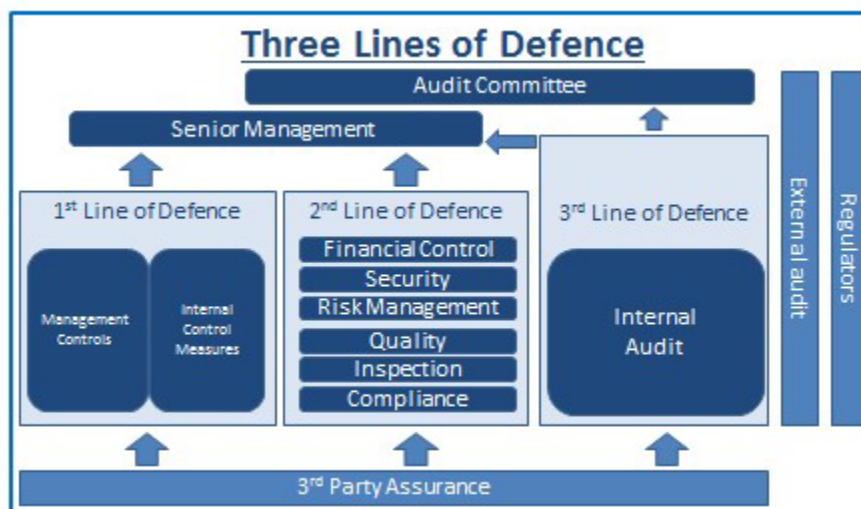 Three Lines of Defence
Audit Committee
Senior Management
1st Line of Defence
Management
Controls
Internal
Control
Measures
2nd Line of Defence
Financial Control
Security
Risk Management
Quality
Inspection
Compliance
3rd Line of Defence
Internal
Audit
External audit
Regulators
3rd Party Assurance